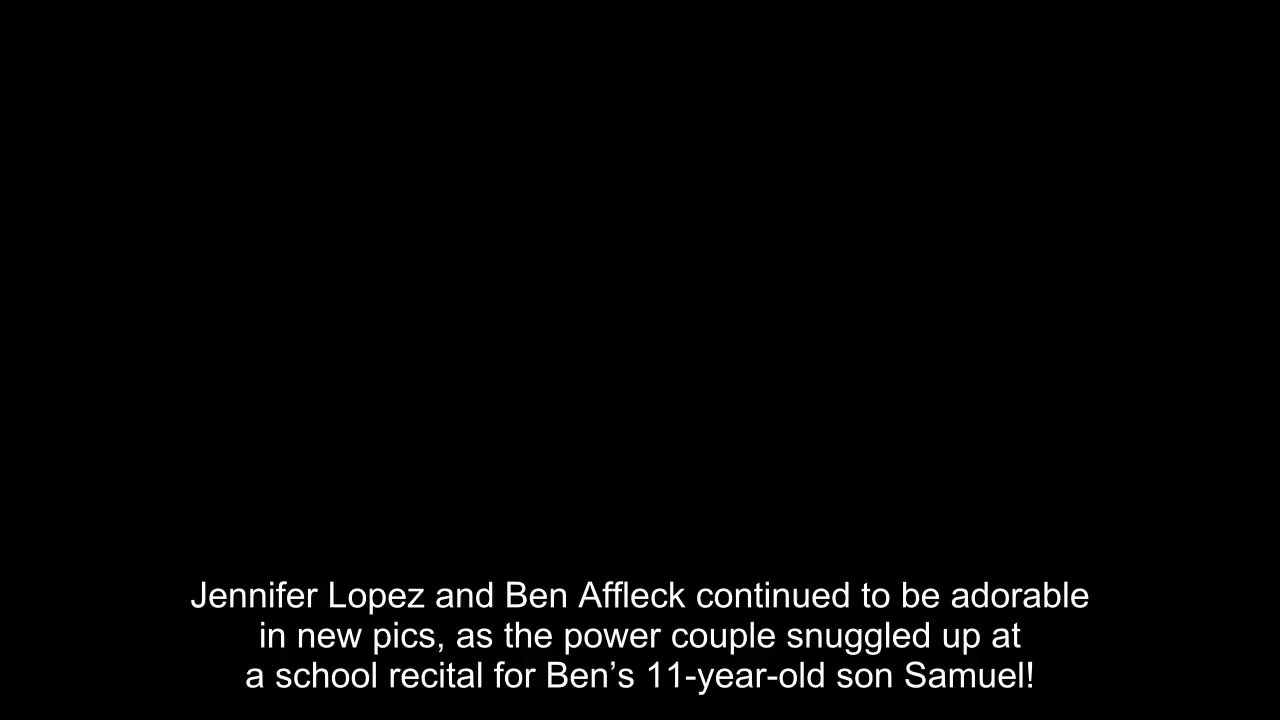 Jennifer Lopez and Ben Affleck continued to be adorable
in new pics, as the power couple snuggled up at
a school recital for Ben’s 11-year-old son Samuel!